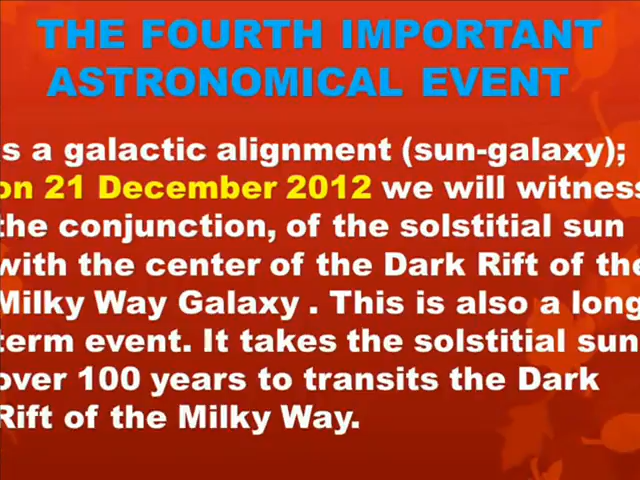 THE FOURTH IMPORTANT
ASTRONOMICAL EVENT
s a galactic alignment (sun-galaxy);
on 21 December 2012 we will witness
the conjunction, of the solstitial sun
with the center of the Dark Rift of the
Milky Way Galaxy . This is also a long
term event. It takes the solstitial sun
over 100 years to transits the Dark
Rift of the Milky Way.